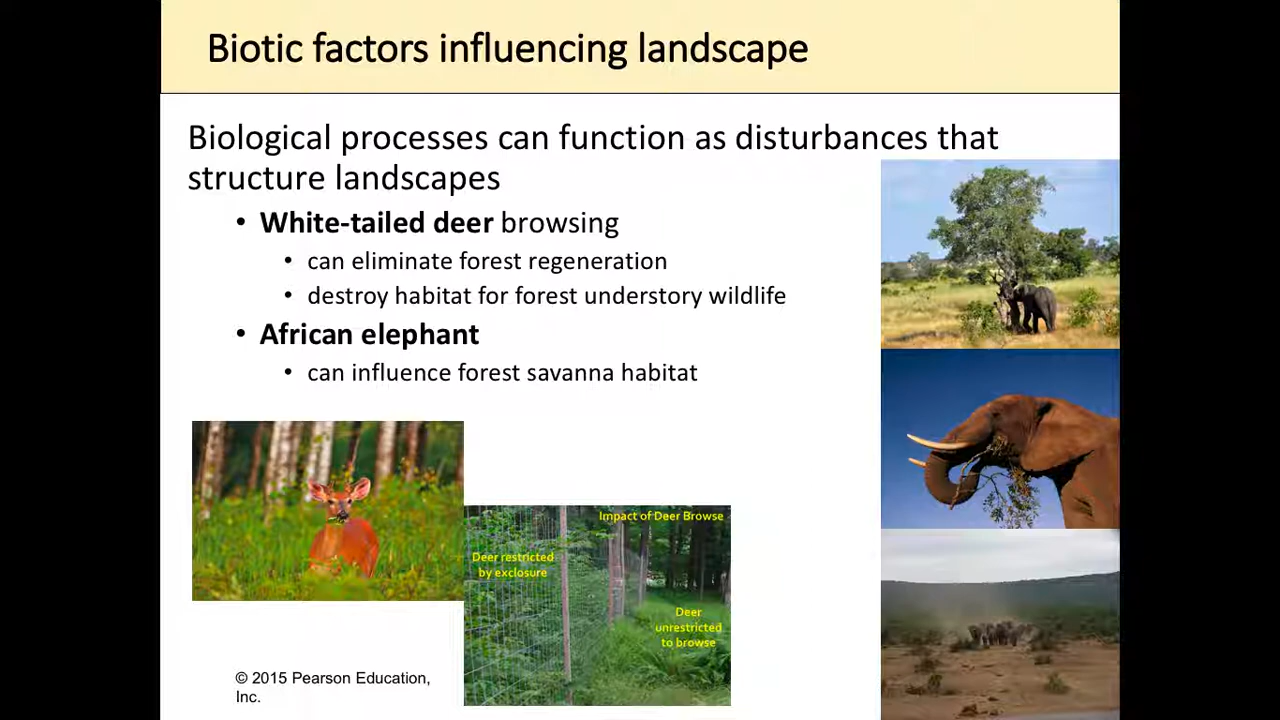 Biotic factors influencing landscape
Biological processes can function as disturbances that
structure landscapes
• White-tailed deer browsing
• can eliminate forest regeneration
• destroy habitat for forest understory wildlife
• African elephant
• can influence forest savanna habitat
Impact of Deer Browse
Deer restricted
by exclosure
Deer
unrestricted
to browse
© 2015 Pearson Education,
Inc.